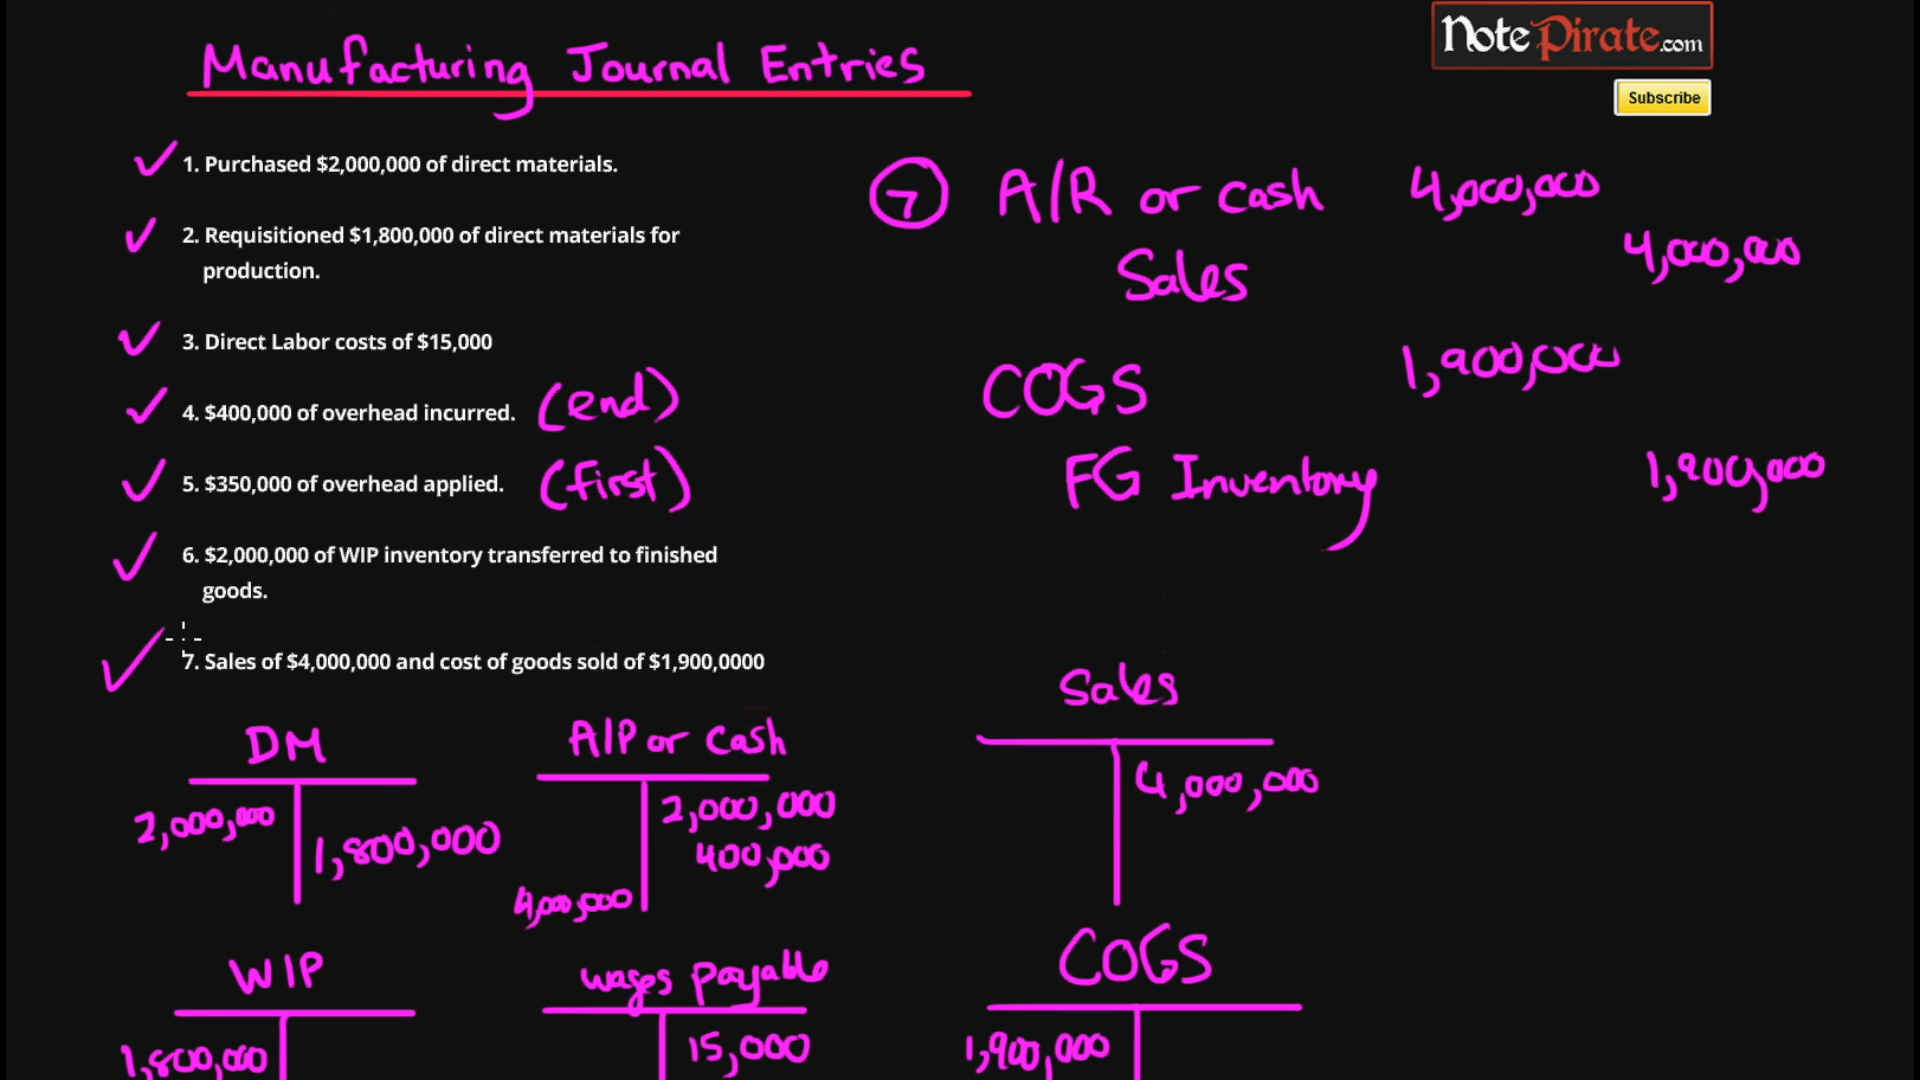 Manufacturing Journal Entries
NotePirate.com
Subscribe
1. Purchased $2,000,000 of direct materials.
2. Requisitioned $1,800,000 of direct materials for
production.
3. Direct Labor costs of $15,000
4. $400,000 of overhead incurred. (end)
5. $350,000 of overhead applied. (first)
6. $2,000,000 of WIP inventory transferred to finished
goods.
7. Sales of $4,000,000 and cost of goods sold of $1,900,0000
7 A/R or cash 4,000,000
Sales 4,000,000
COGS 1,900,000
FG Inventory 1,900,000
DM
2,000,000
1,800,000
A/P or Cash
2,000,000
400,000
4,000,000
Sales
4,000,000
WIP
1,800,000
wages payable
15,000
COGS
1,900,000